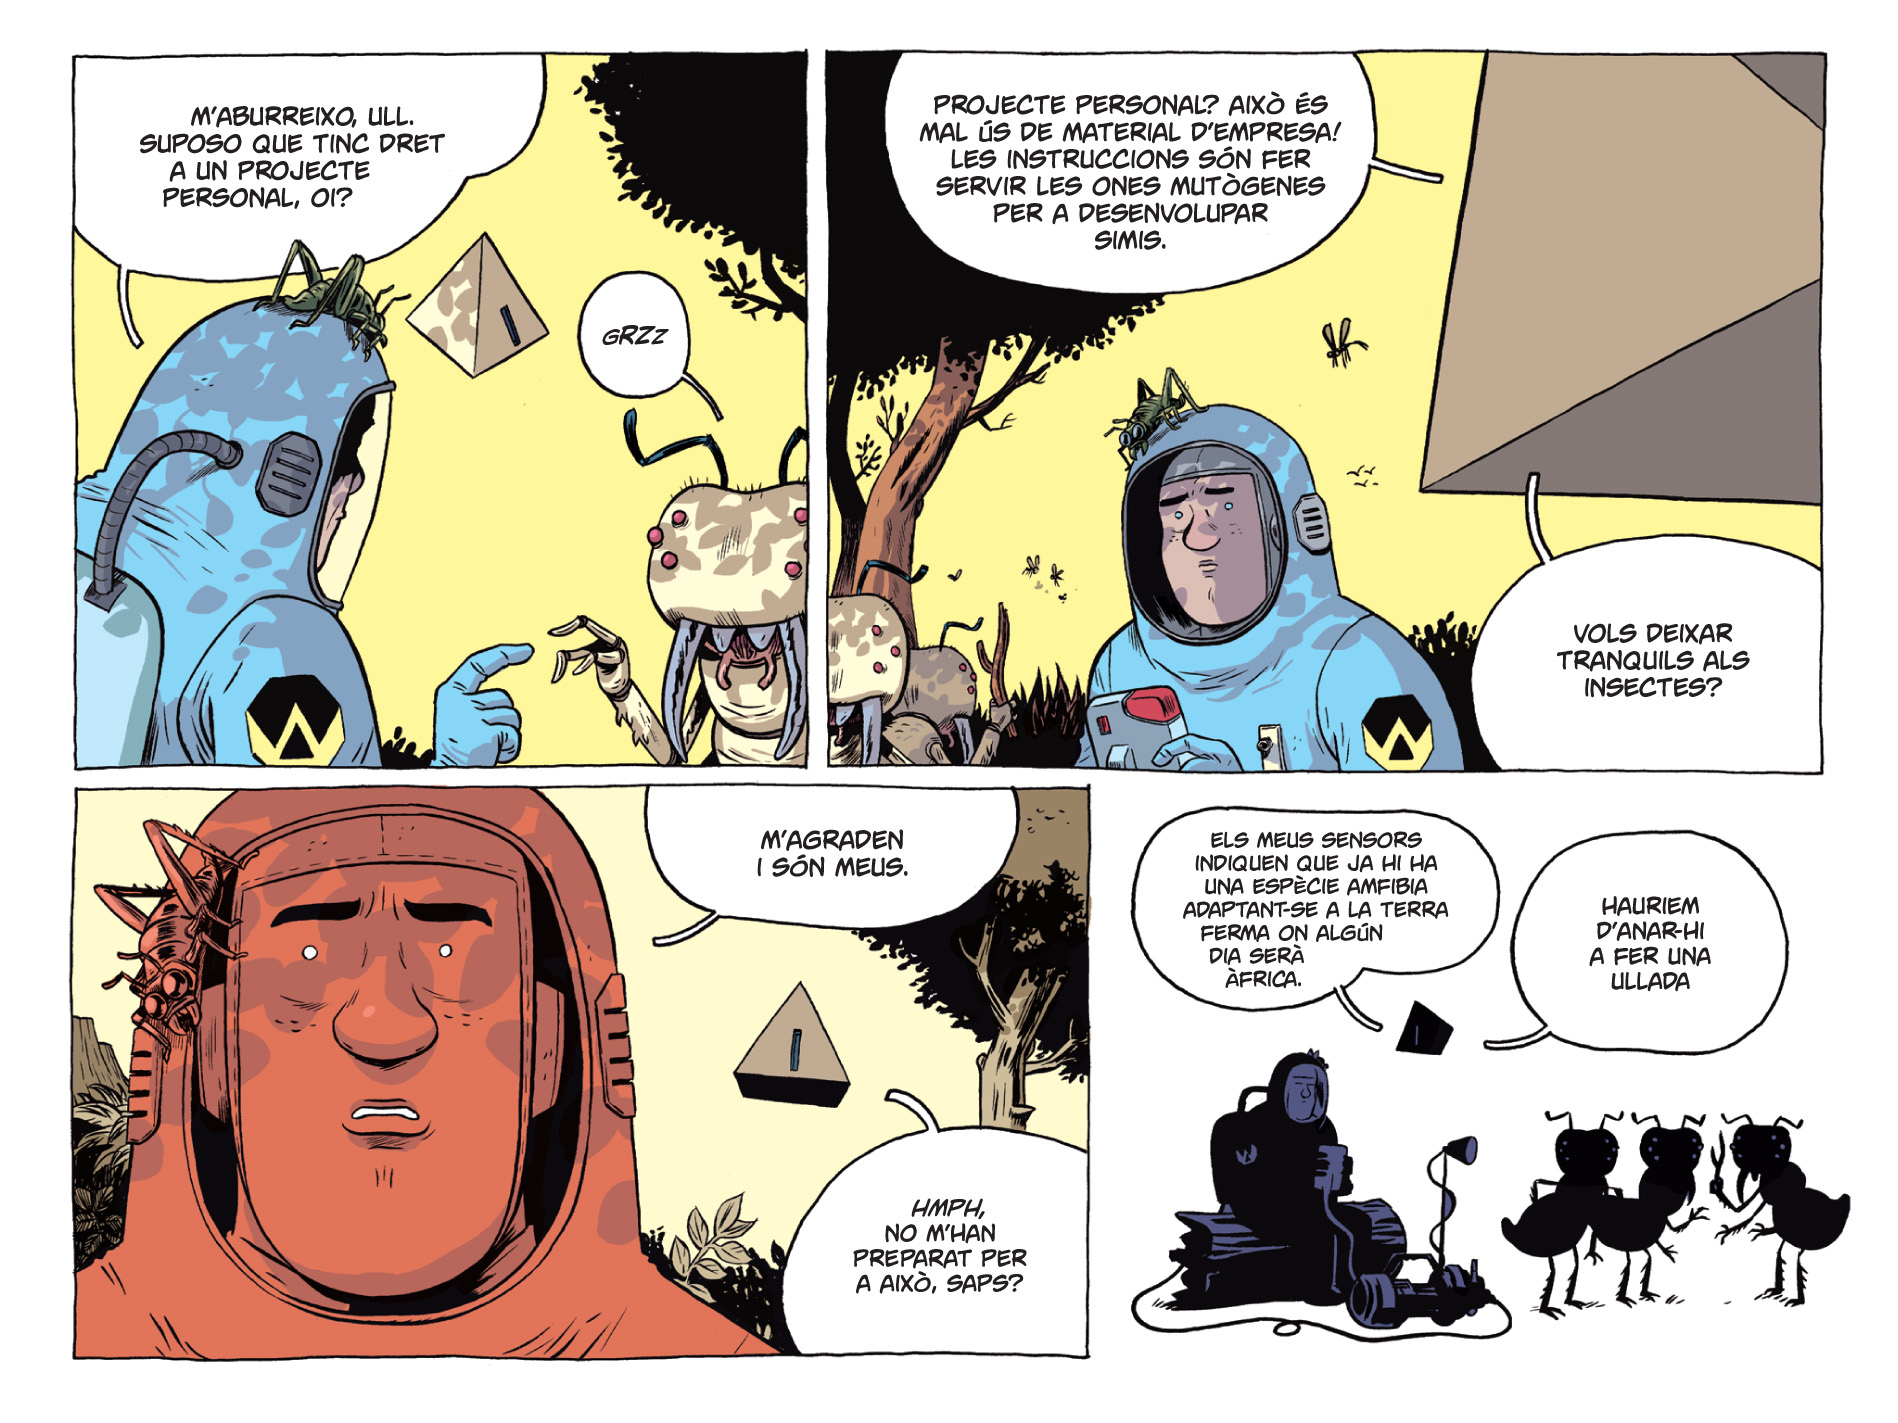 M'ABURREIXO, ULL.
SUPOSO QUE TINC DRET
A UN PROJECTE
PERSONAL, OI?
GRZZ
PROJECTE PERSONAL? AIXÒ ÉS
MAL ÚS DE MATERIAL D'EMPRESA!
LES INSTRUCCIONS SÓN FER
SERVIR LES ONES MUTÒGENES
PER A DESENVOLUPAR
SIMIS.
VOLS DEIXAR
TRANQUILS ALS
INSECTES?
M'AGRADEN
I SÓN MEUS.
HMPH,
NO M'HAN
PREPARAT PER
A AIXÒ, SAPS?
ELS MEUS SENSORS
INDIQUEN QUE JA HI HA
UNA ESPÈCIE AMFIBIA
ADAPTANT-SE A LA TERRA
FERMA ON ALGÚN
DIA SERÀ
ÀFRICA.
HAURIEM
D'ANAR-HI
A FER UNA
ULLADA